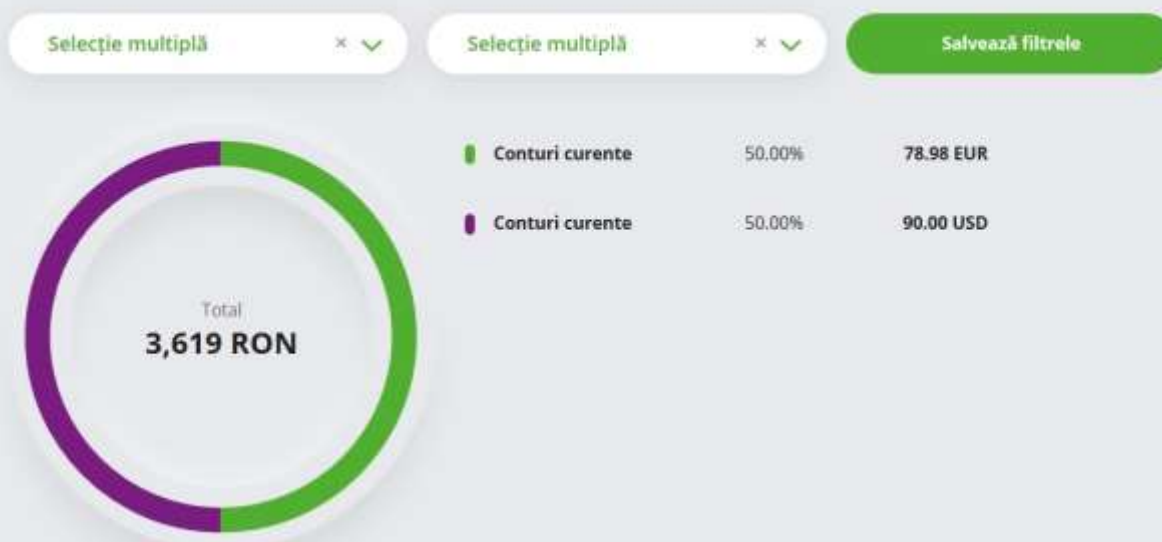 Selecție multiplă
Selecție multiplă
Salvează filtrele
Conturi curente 50.00% 78.98 EUR
Conturi curente 50.00% 90.00 USD
Total
3,619 RON